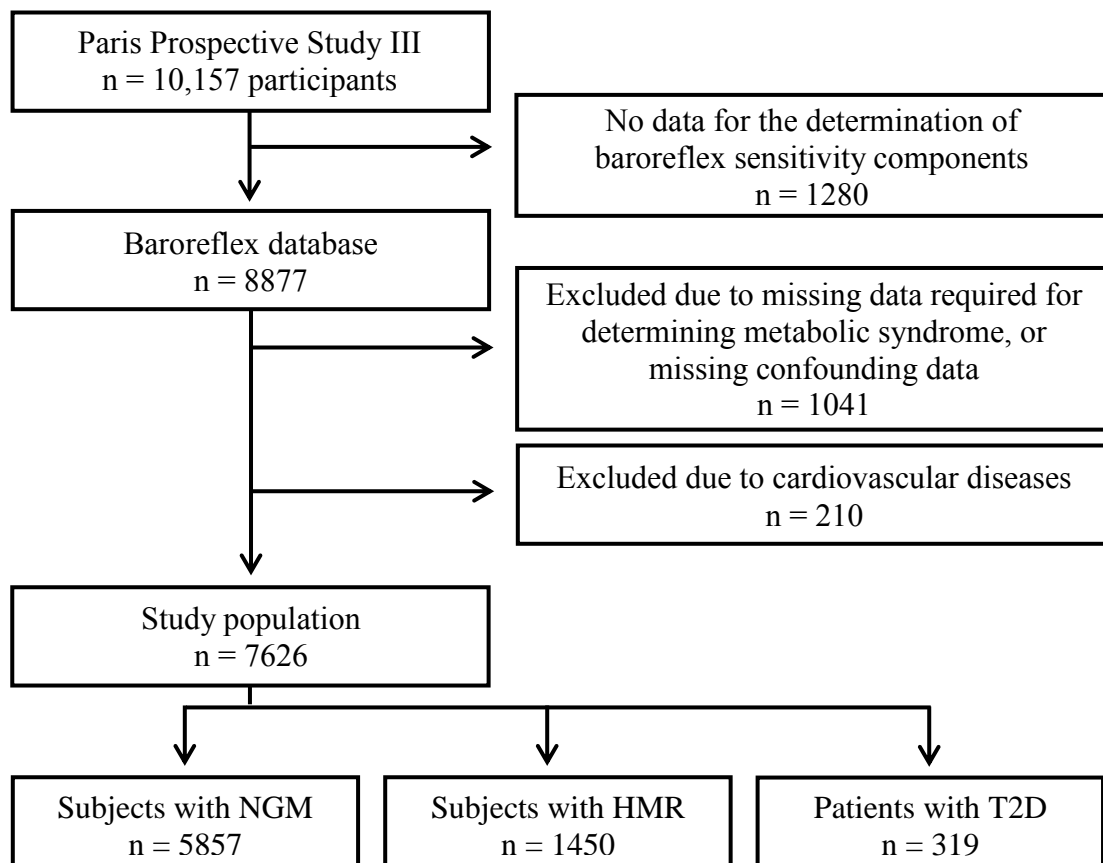 Paris Prospective Study III
n = 10,157 participants
No data for the determination of
baroreflex sensitivity components
n = 1280
Baroreflex database
n = 8877
Excluded due to missing data required for
determining metabolic syndrome, or
missing confounding data
n = 1041
Excluded due to cardiovascular diseases
n = 210
Study population
n = 7626
Subjects with NGM
n = 5857
Subjects with HMR
n = 1450
Patients with T2D
n = 319